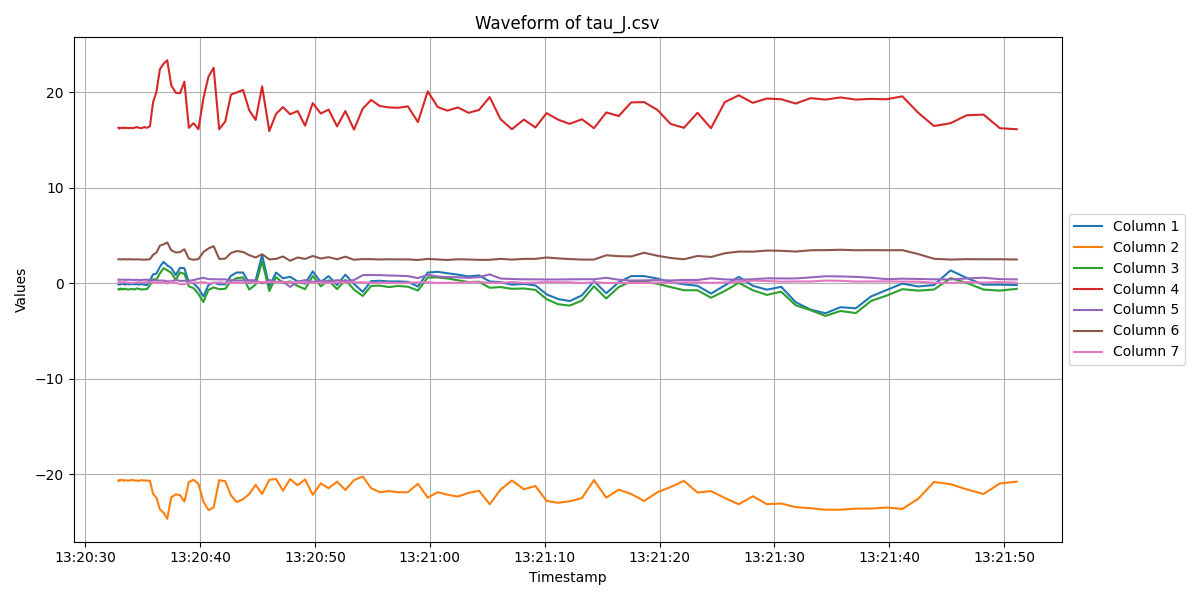 Waveform of tau_J.csv
20
10
0
−10
−20
Values
13:20:30
13:20:40
13:20:50
13:21:00
13:21:10
13:21:20
13:21:30
13:21:40
13:21:50
Timestamp
Column 1
Column 2
Column 3
Column 4
Column 5
Column 6
Column 7